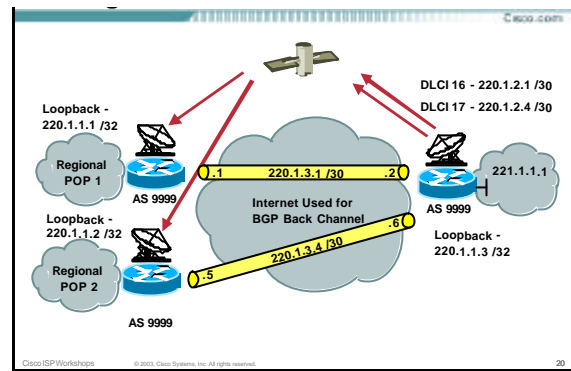 Cisco.com
DLCI 16 - 220.1.2.1 /30
DLCI 17 - 220.1.2.4 /30
Loopback -
220.1.1.1 /32
Regional
POP 1
AS 9999
.1 220.1.3.1 /30 .2
221.1.1.1
AS 9999
Internet Used for
BGP Back Channel
Loopback -
220.1.1.2 /32
Loopback -
220.1.1.3 /32
.5 220.1.3.4 /30 .6
Regional
POP 2
AS 9999
Cisco ISP Workshops © 2003, Cisco Systems, Inc. All rights reserved. 20